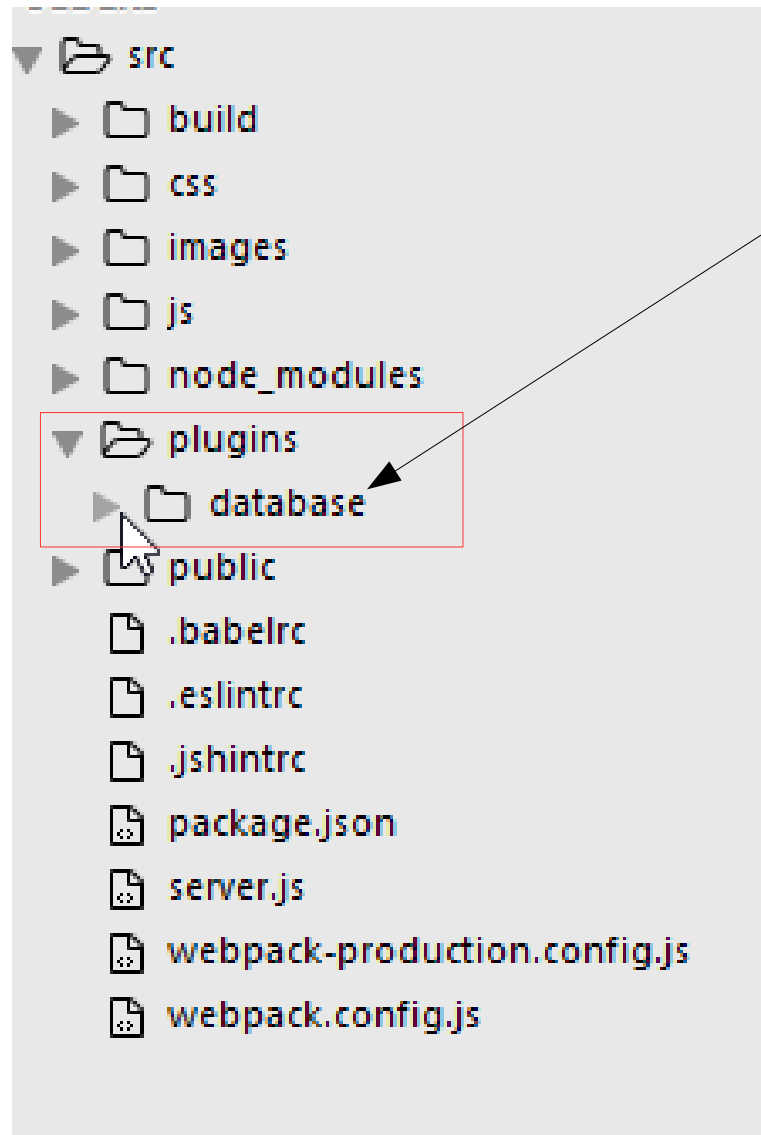 src
build
css
images
js
node_modules
plugins
database
public
.babelrc
.eslintrc
.jshintrc
package.json
server.js
webpack-production.config.js
webpack.config.js